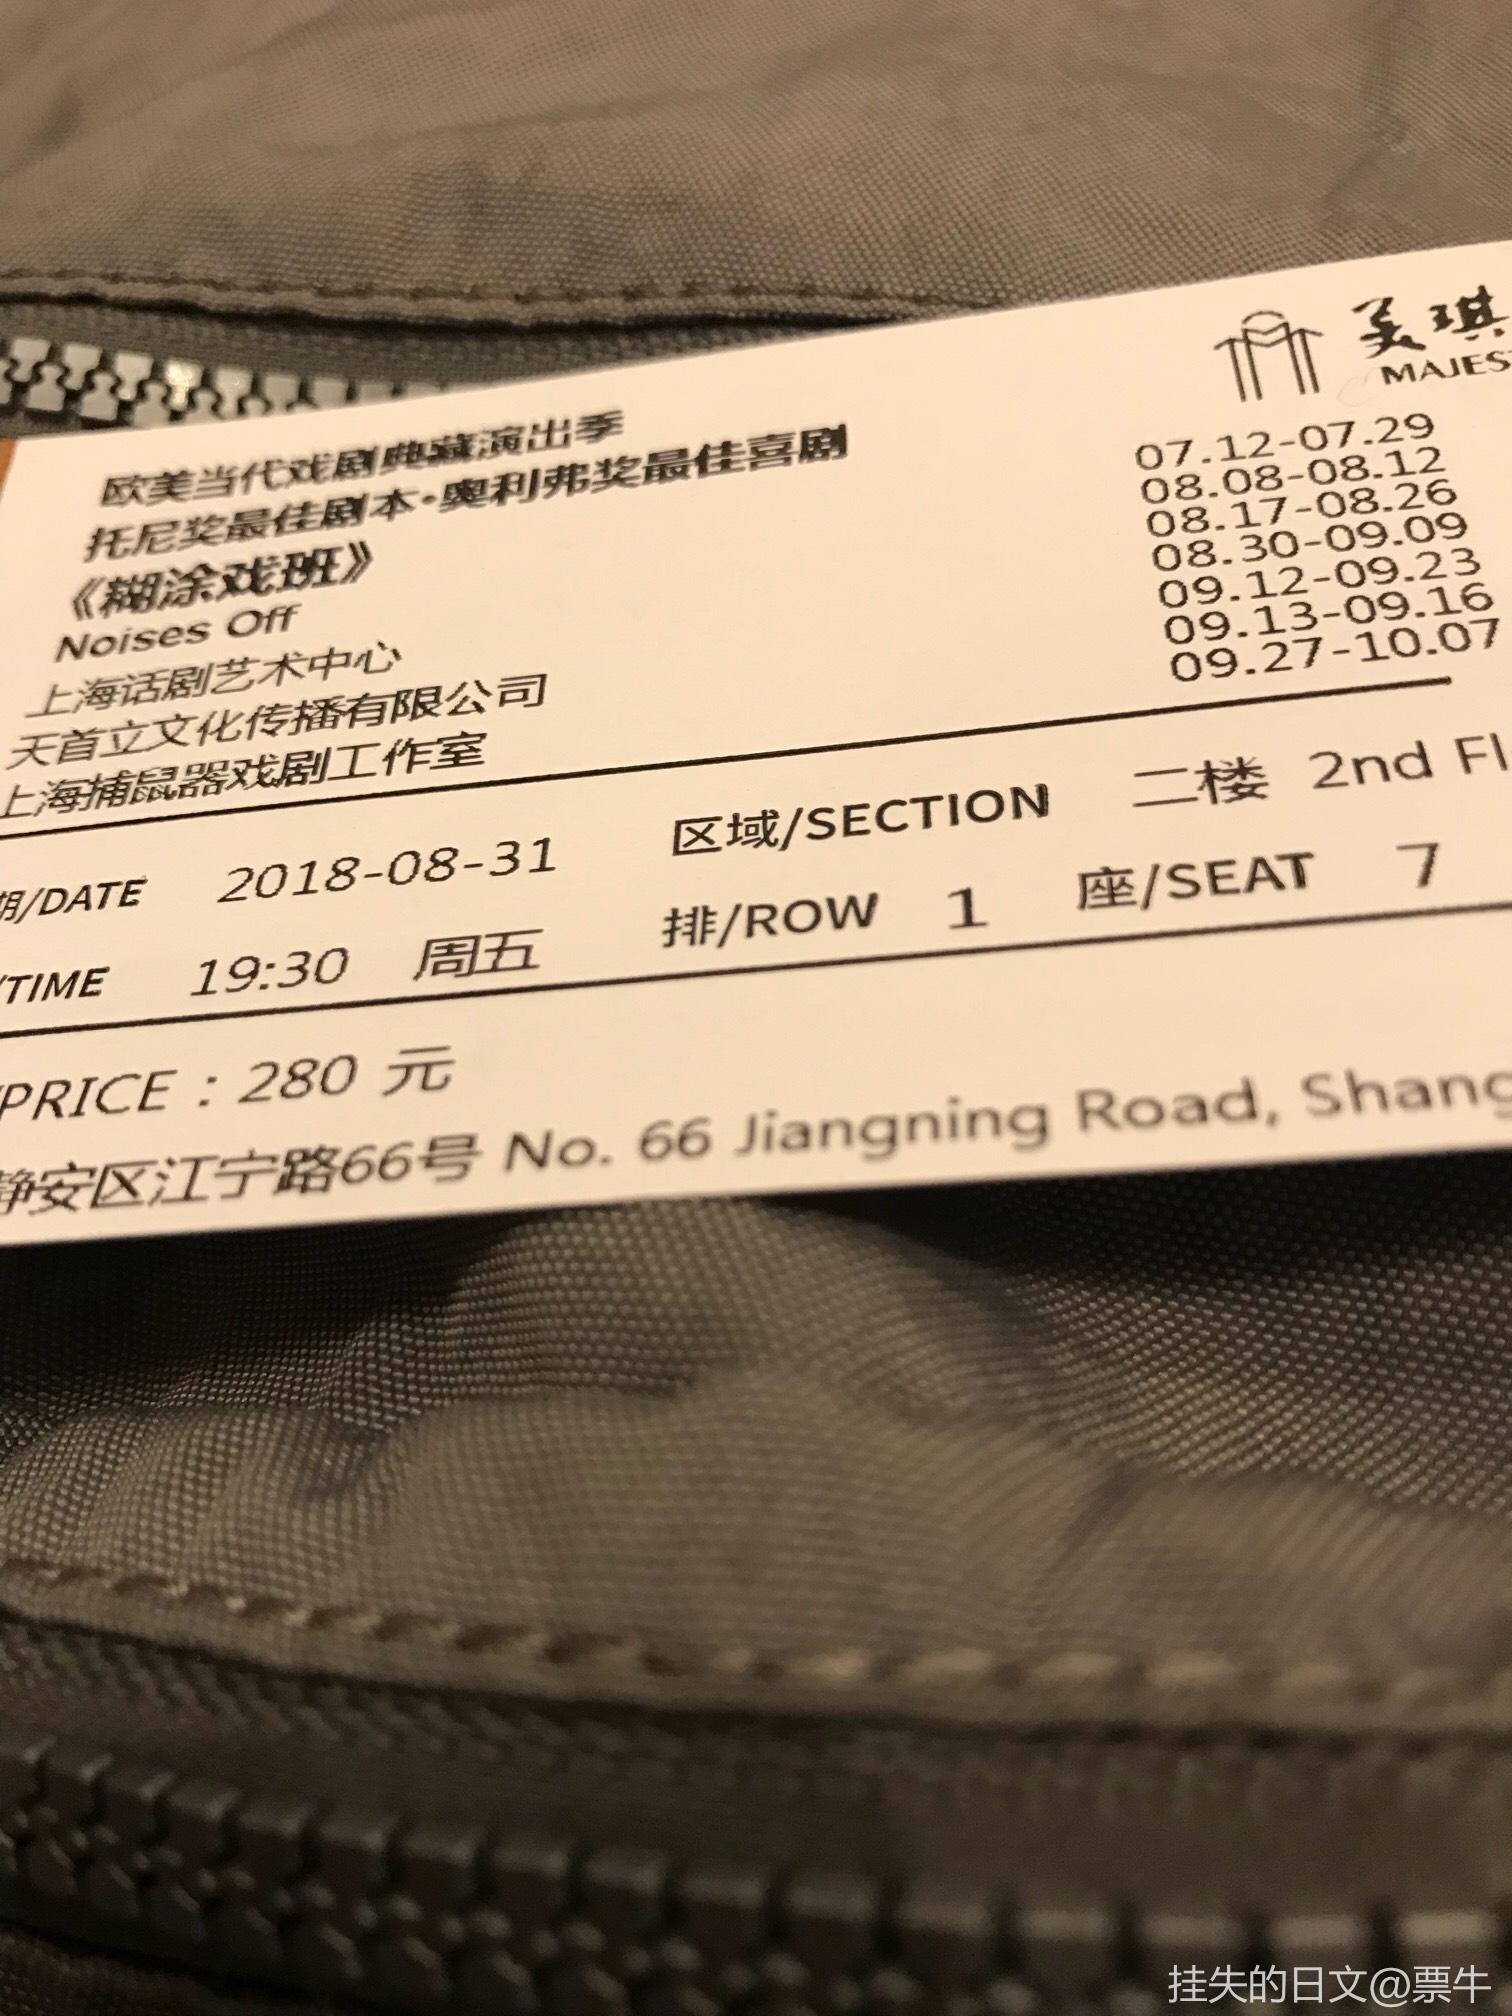 美琪
MAJES
欧美当代戏剧典藏演出季
托尼奖最佳剧本·奥利弗奖最佳喜剧
《糊涂戏班》
Noises Off
上海话剧艺术中心
天首立文化传播有限公司
上海捕鼠器戏剧工作室
07.12-07.29
08.08-08.12
08.17-08.26
08.30-09.09
09.12-09.23
09.13-09.16
09.27-10.07
期/DATE 2018-08-31 区域/SECTION 二楼 2nd Fl
/TIME 19:30 周五 排/ROW 1 座/SEAT 7
/PRICE：280 元
静安区江宁路66号 No. 66 Jiangning Road, Shang
挂失的日文@票牛